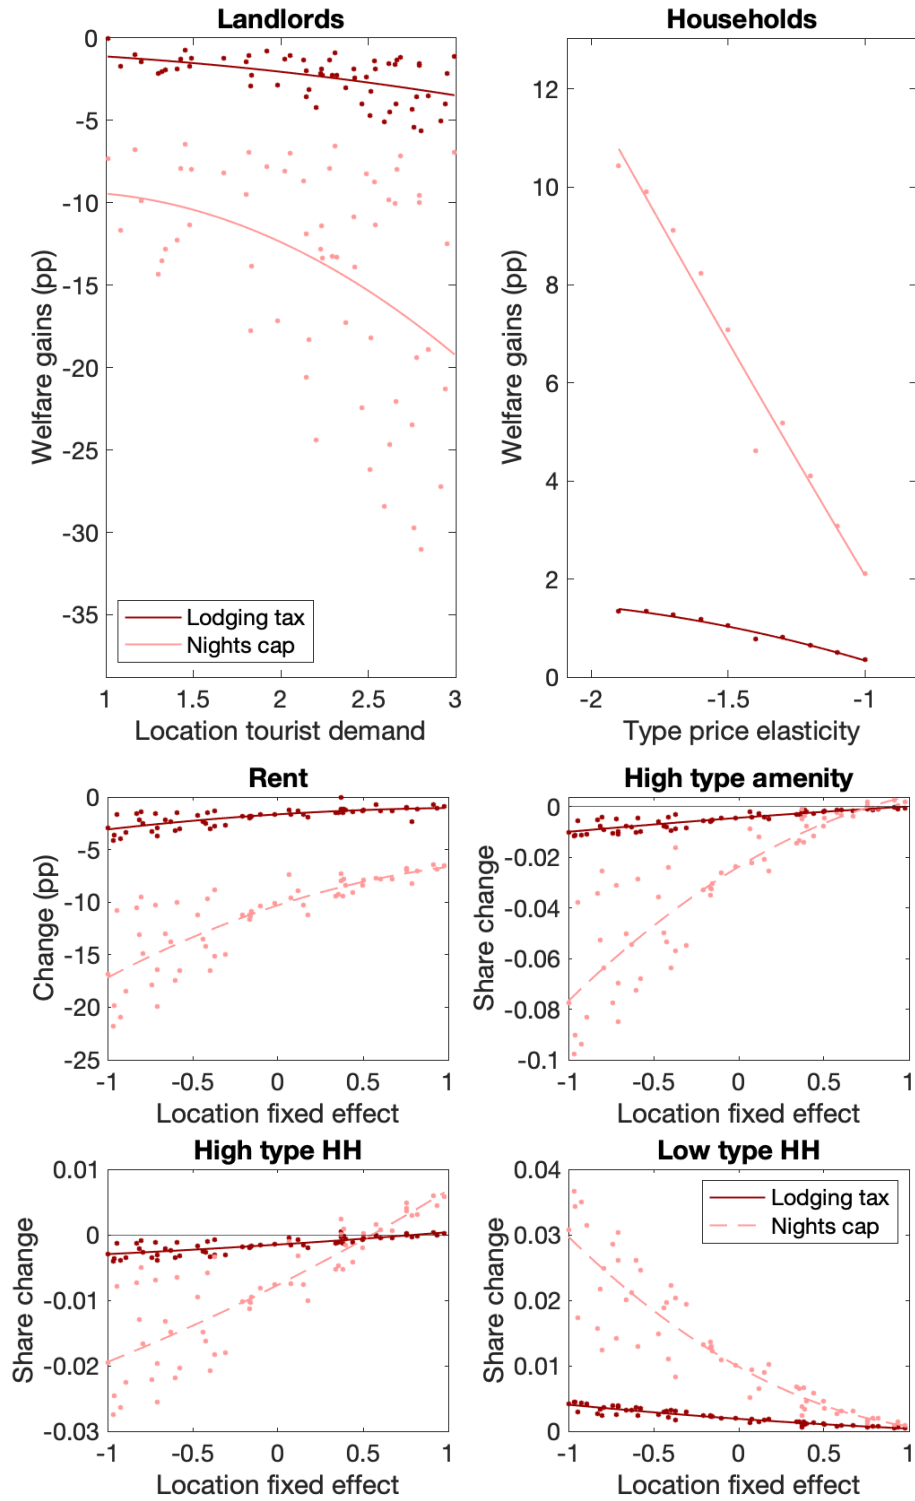 Landlords
Households
0
-5
-10
-15
-20
-25
-30
-35
Welfare gains (pp)
Lodging tax
Nights cap
1 1.5 2 2.5 3
Location tourist demand
12
10
8
6
4
2
0
Welfare gains (pp)
-2 -1.5 -1
Type price elasticity
Rent
0
-5
-10
-15
-20
-25
Change (pp)
-1 -0.5 0 0.5 1
Location fixed effect
High type amenity
0
-0.02
-0.04
-0.06
-0.08
-0.1
Share change
-1 -0.5 0 0.5 1
Location fixed effect
High type HH
0.01
0
-0.01
-0.02
-0.03
Share change
-1 -0.5 0 0.5 1
Location fixed effect
Low type HH
0.04
0.03
0.02
0.01
0
Share change
Lodging tax
Nights cap
-1 -0.5 0 0.5 1
Location fixed effect